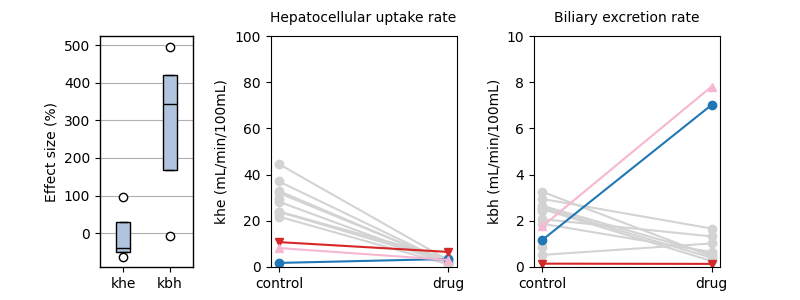 Hepatocellular uptake rate
Biliary excretion rate
Effect size (%)
500
400
300
200
100
0
khe
kbh
khe (mL/min/100mL)
100
80
60
40
20
0
control
drug
kbh (mL/min/100mL)
10
8
6
4
2
0
control
drug